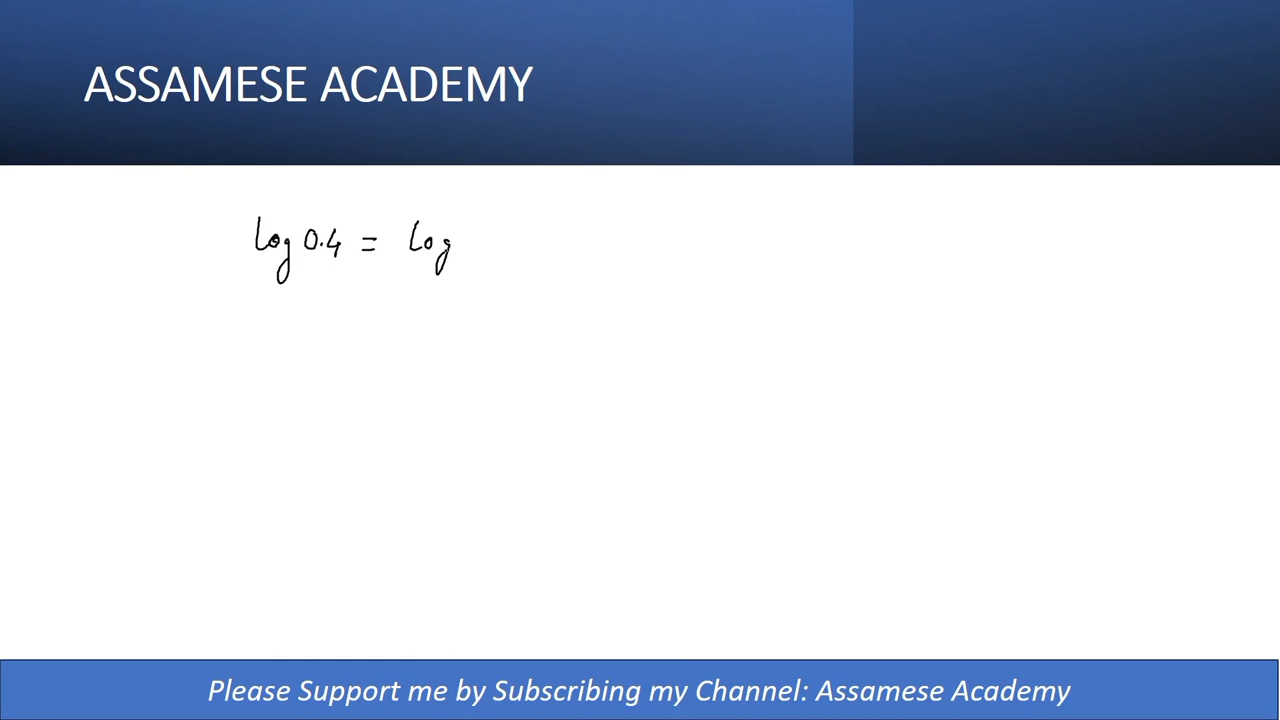 ASSAMESE ACADEMY
log 0.4 = log
Please Support me by Subscribing my Channel: Assamese Academy